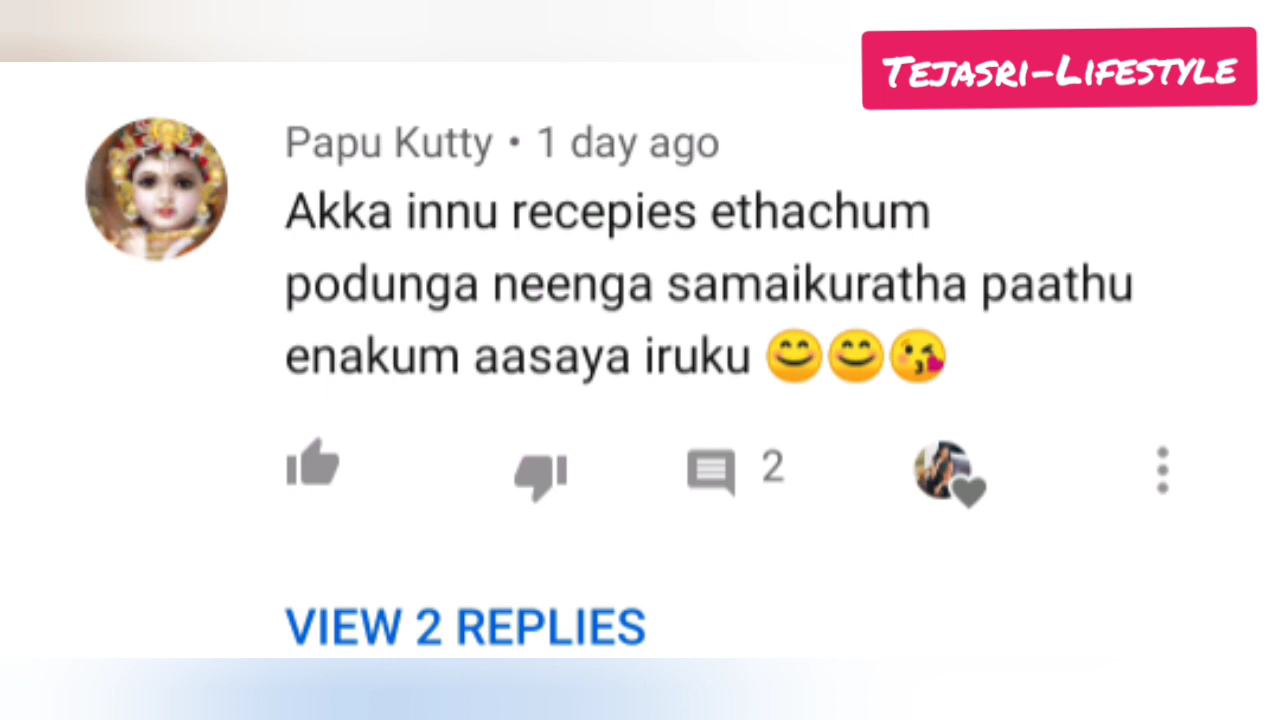 Tejasri-Lifestyle
Papu Kutty • 1 day ago
Akka innu recepies ethachum
podunga neenga samaikuratha paathu
enakum aasaya iruku 😊😊😘
2
VIEW 2 REPLIES